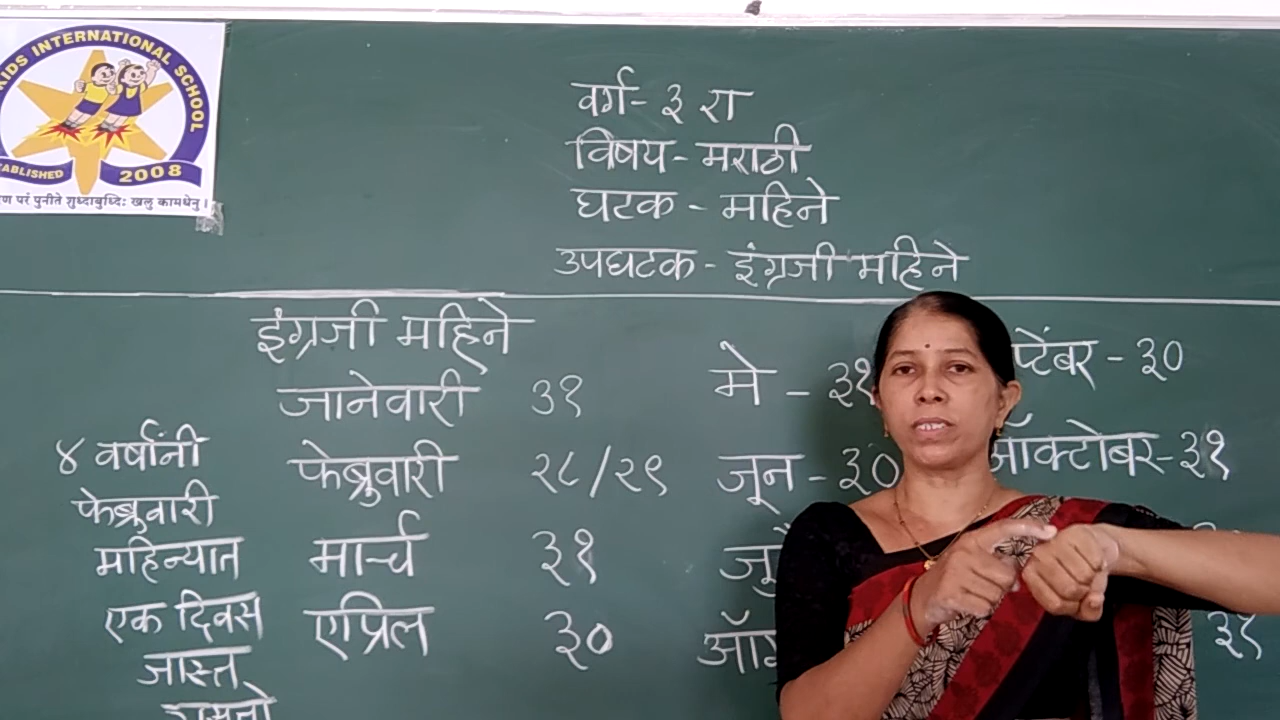 KIDS INTERNATIONAL SCHOOL
2008
वर्ग - ३ रा
विषय - मराठी
घटक - महिने
उपघटक - इंग्रजी महिने
इंग्रजी महिने
जानेवारी ३१
फेब्रुवारी २८/२९
मार्च ३१
एप्रिल ३०
४ वर्षांनी
फेब्रुवारी
महिन्यात
एक दिवस
जास्त
मे - ३१
जून - ३०
प्टेंबर - ३०
ऑक्टोबर - ३१
३१